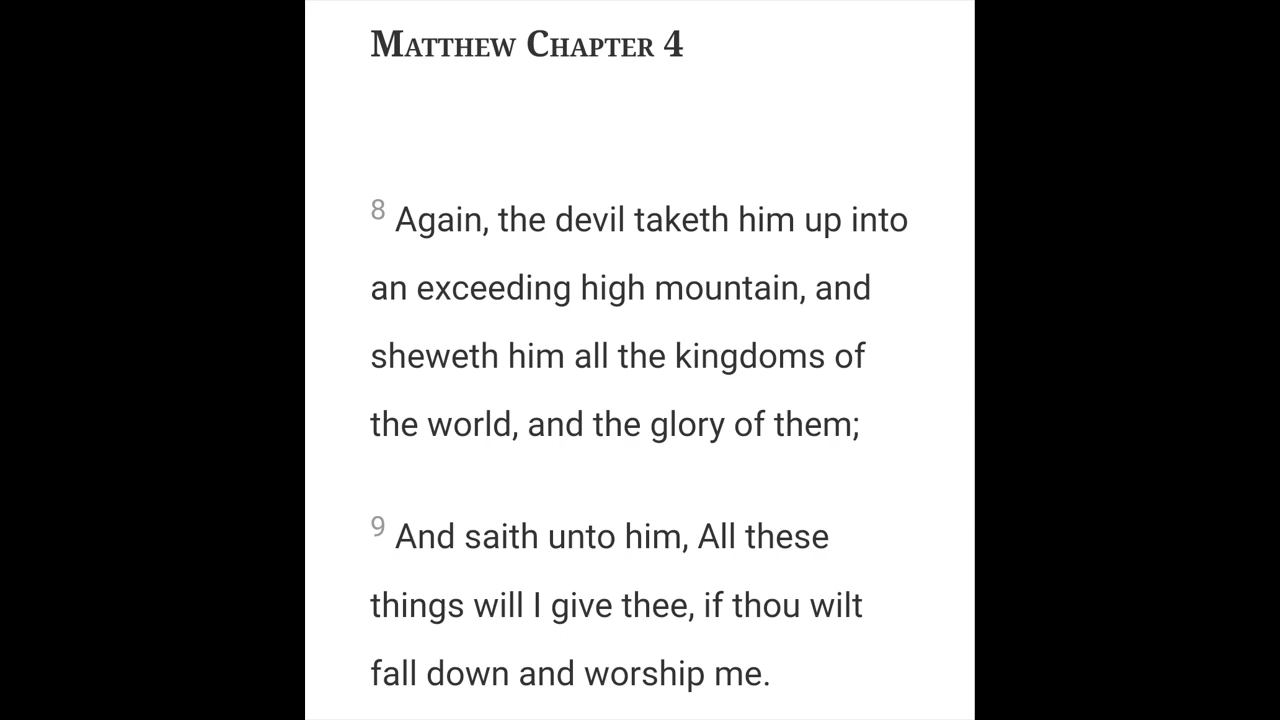 Matthew Chapter 4
8 Again, the devil taketh him up into
an exceeding high mountain, and
sheweth him all the kingdoms of
the world, and the glory of them;
9 And saith unto him, All these
things will I give thee, if thou wilt
fall down and worship me.